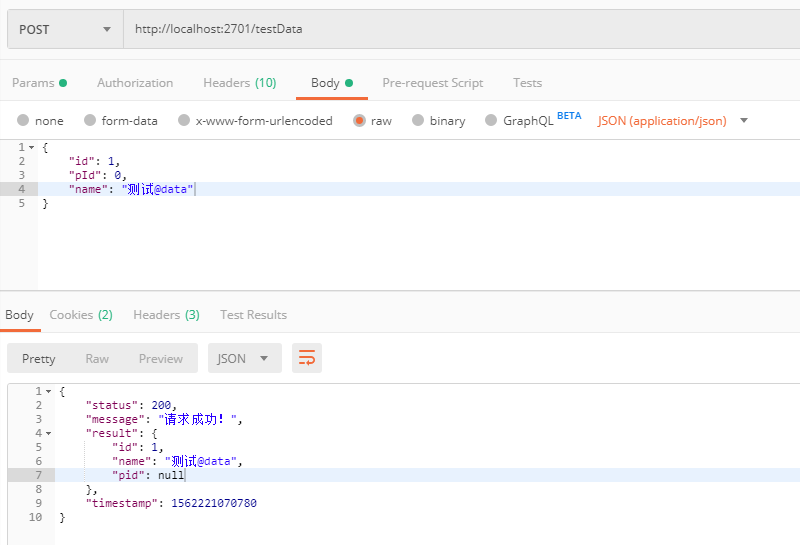 POST http://localhost:2701/testData
Params Authorization Headers (10) Body Pre-request Script Tests
none form-data x-www-form-urlencoded raw binary GraphQL BETA JSON (application/json)
1 {
2 "id": 1,
3 "pId": 0,
4 "name": "测试@data"
5 }
Body Cookies (2) Headers (3) Test Results
Pretty Raw Preview JSON
1 {
2 "status": 200,
3 "message": "请求成功！",
4 "result": {
5 "id": 1,
6 "name": "测试@data",
7 "pid": null
8 },
9 "timestamp": 1562221070780
10 }